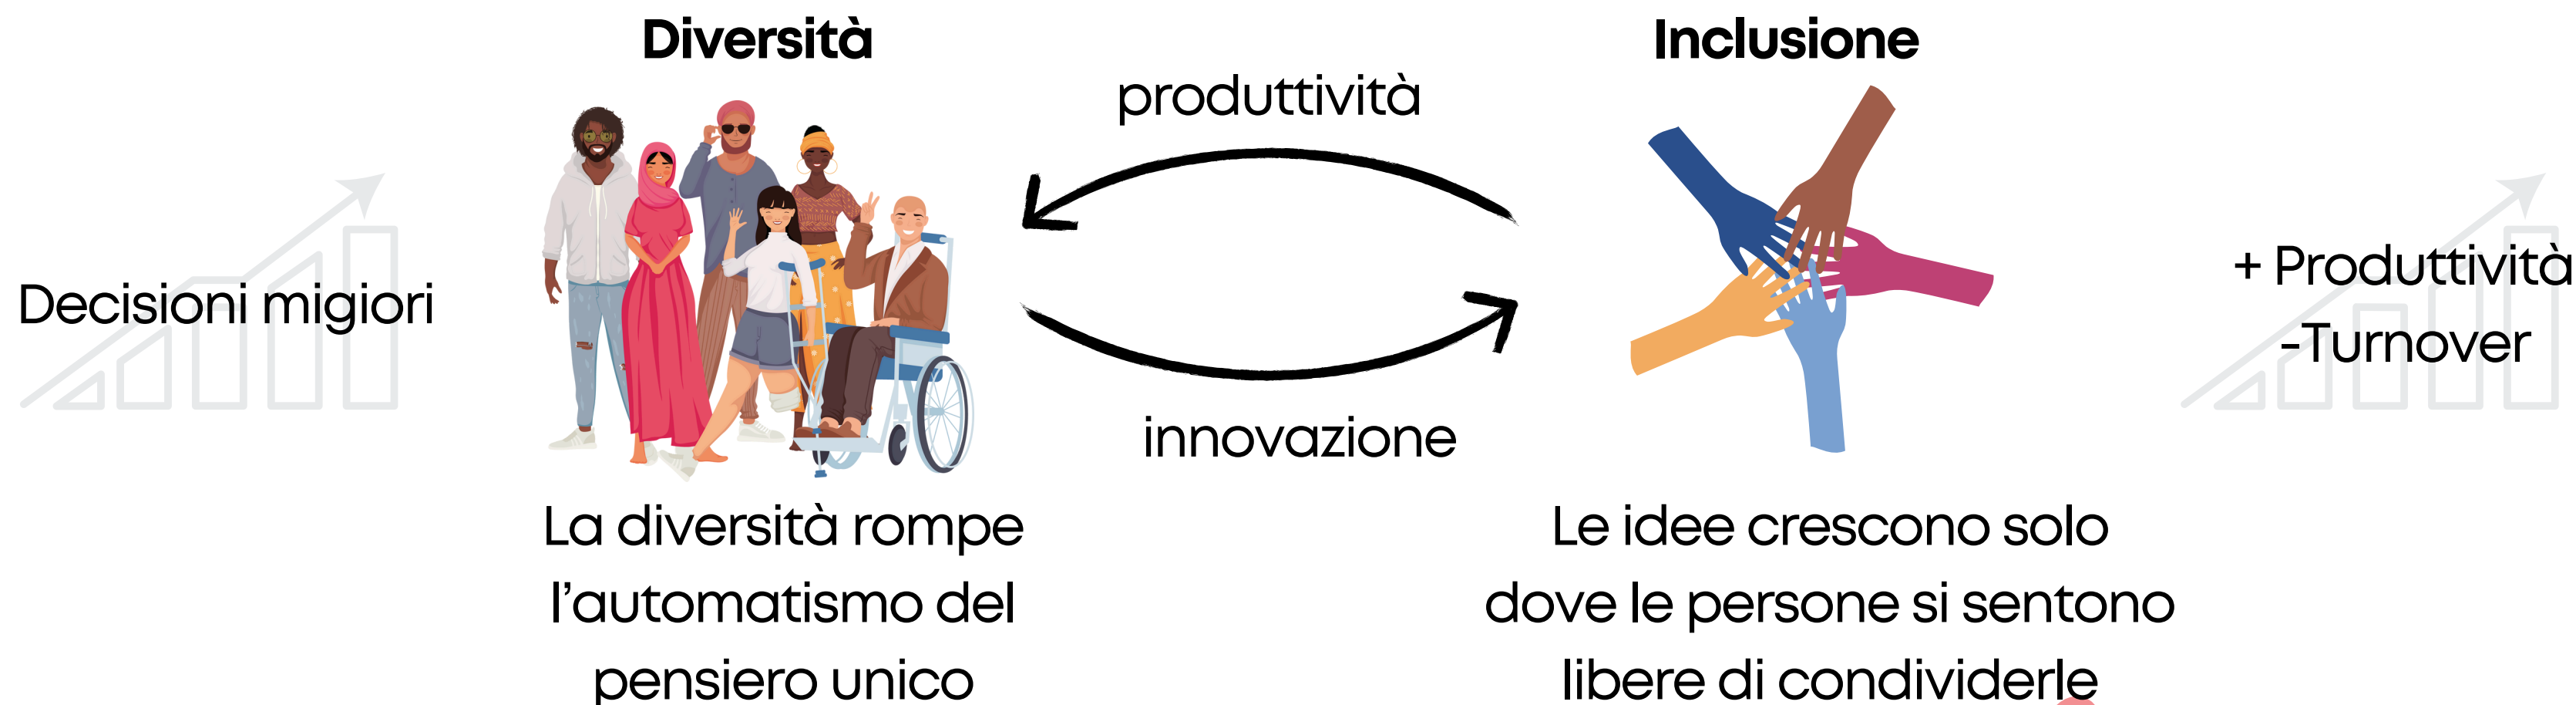 Diversità
Inclusione
produttività
Decisioni migiori
+ Produttività
-Turnover
innovazione
La diversità rompe
l’automatismo del
pensiero unico
Le idee crescono solo
dove le persone si sentono
libere di condividerle